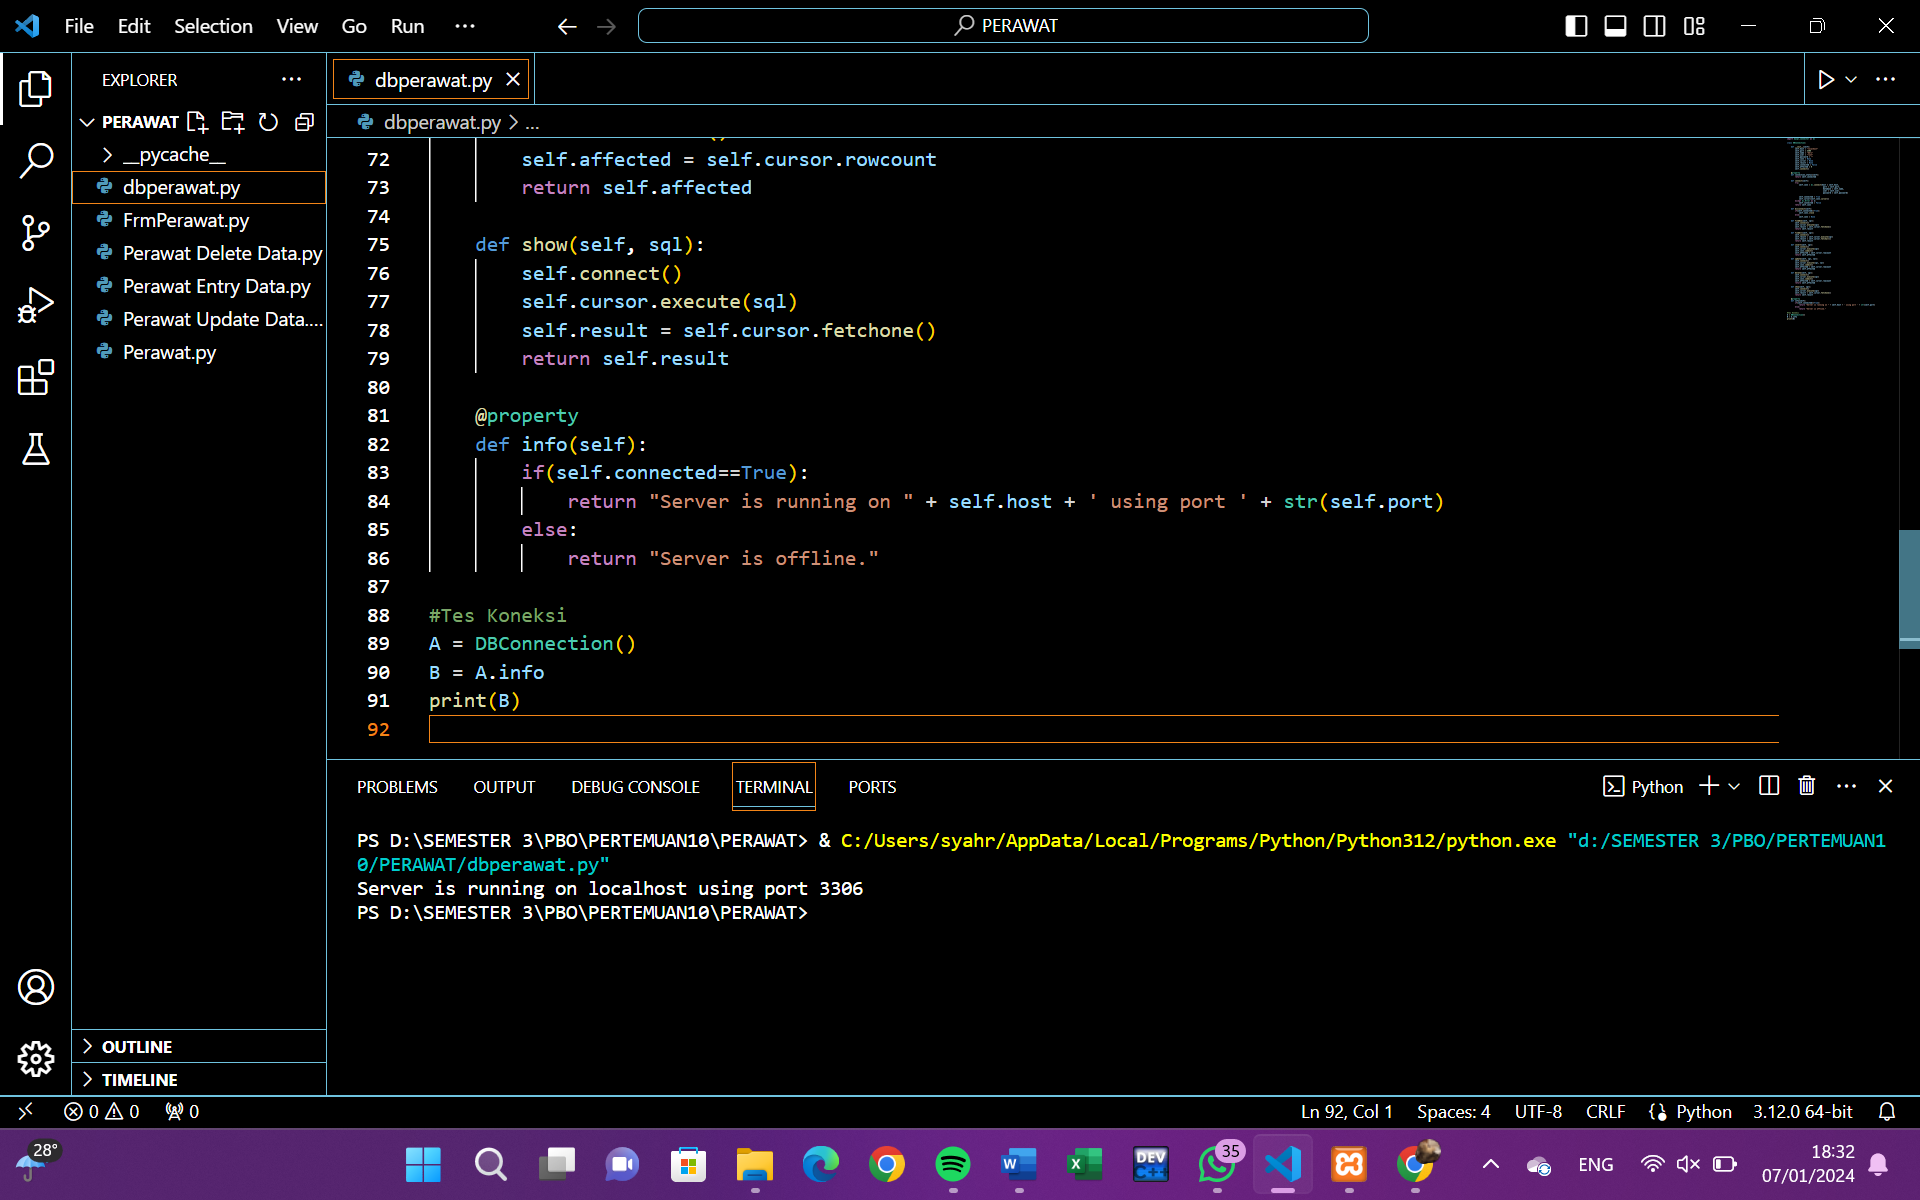 File Edit Selection View Go Run ···
PERAWAT
EXPLORER
PERAWAT
__pycache__
dbperawat.py
FrmPerawat.py
Perawat Delete Data.py
Perawat Entry Data.py
Perawat Update Data....
Perawat.py
OUTLINE
TIMELINE
dbperawat.py
dbperawat.py > ...
72 self.affected = self.cursor.rowcount
73 return self.affected
74
75 def show(self, sql):
76 self.connect()
77 self.cursor.execute(sql)
78 self.result = self.cursor.fetchone()
79 return self.result
80
81 @property
82 def info(self):
83 if(self.connected==True):
84 return "Server is running on " + self.host + ' using port ' + str(self.port)
85 else:
86 return "Server is offline."
87
88 #Tes Koneksi
89 A = DBConnection()
90 B = A.info
91 print(B)
92
PROBLEMS OUTPUT DEBUG CONSOLE TERMINAL PORTS
Python
PS D:\SEMESTER 3\PBO\PERTEMUAN10\PERAWAT> & C:/Users/syahr/AppData/Local/Programs/Python/Python312/python.exe "d:/SEMESTER 3/PBO/PERTEMUAN1
0/PERAWAT/dbperawat.py"
Server is running on localhost using port 3306
PS D:\SEMESTER 3\PBO\PERTEMUAN10\PERAWAT>
0 0 0
Ln 92, Col 1 Spaces: 4 UTF-8 CRLF Python 3.12.0 64-bit
28°
DEV
C++
35
ENG
18:32
07/01/2024